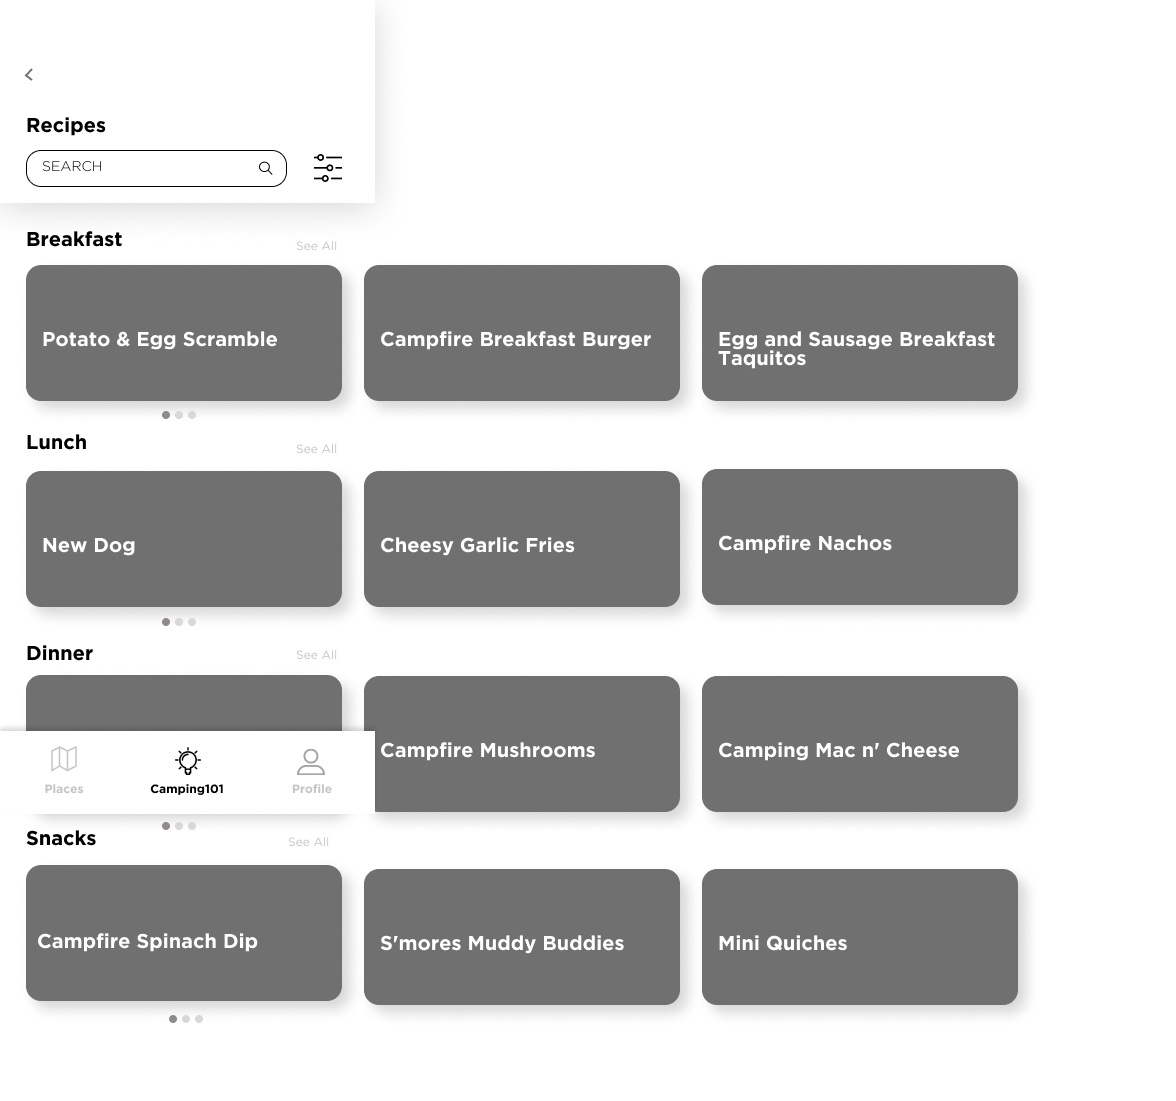 Recipes
SEARCH
Breakfast
See All
Potato & Egg Scramble
Campfire Breakfast Burger
Egg and Sausage Breakfast
Taquitos
Lunch
See All
New Dog
Cheesy Garlic Fries
Campfire Nachos
Dinner
See All
Campfire Mushrooms
Camping Mac n' Cheese
Places
Camping101
Profile
Snacks
See All
Campfire Spinach Dip
S'mores Muddy Buddies
Mini Quiches